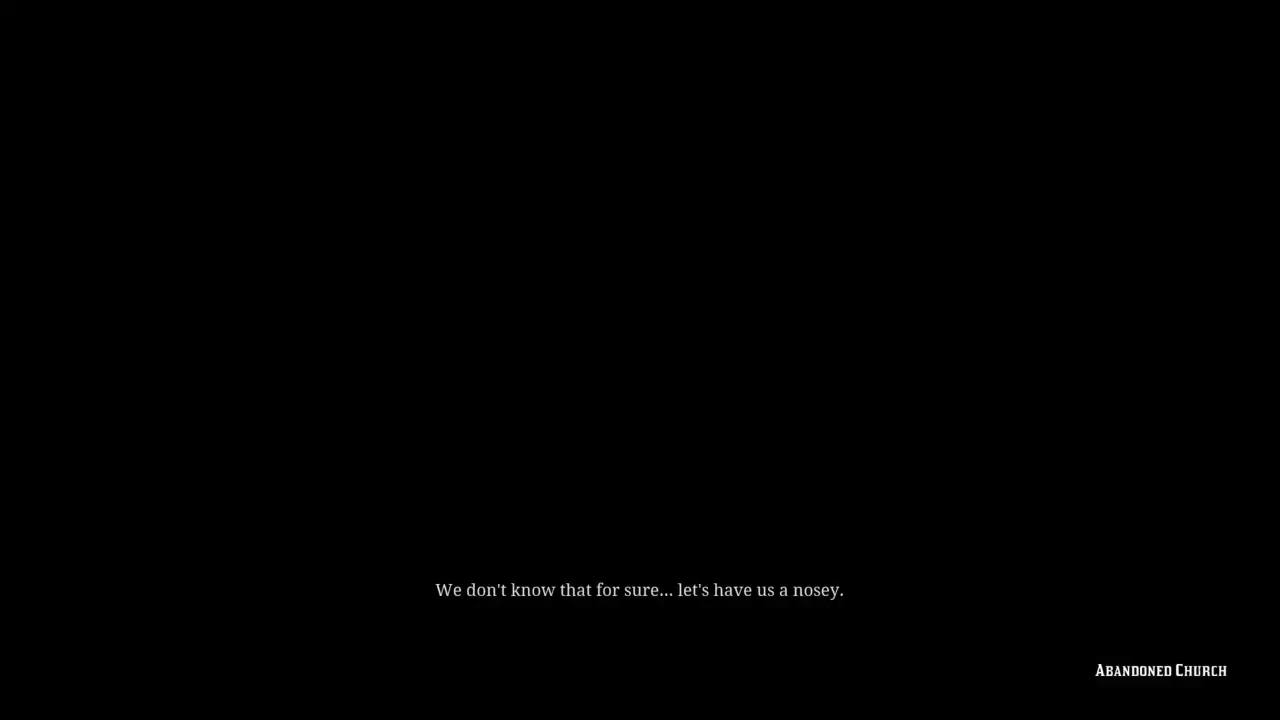 We don't know that for sure... let's have us a nosey.
Abandoned Church